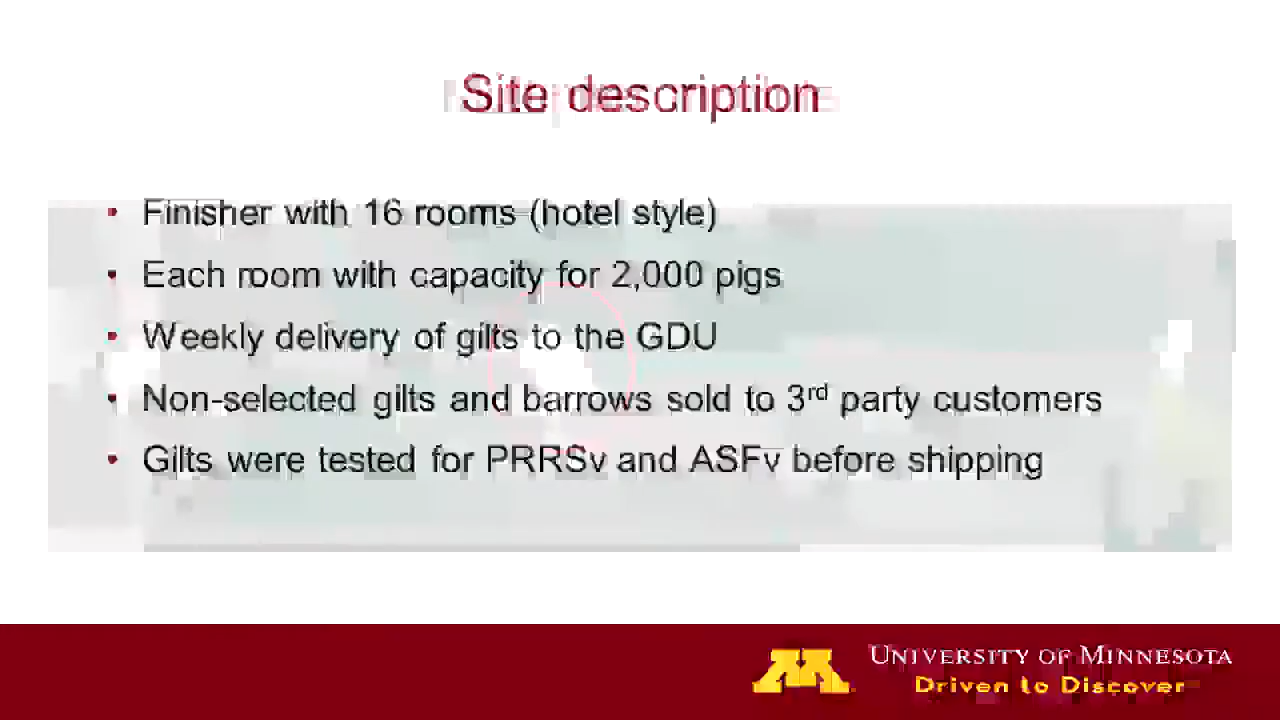 Site description
• Finisher with 16 rooms (hotel style)
• Each room with capacity for 2,000 pigs
• Weekly delivery of gilts to the GDU
• Non-selected gilts and barrows sold to 3rd party customers
• Gilts were tested for PRRSv and ASFv before shipping
M
UNIVERSITY OF MINNESOTA
Driven to Discover